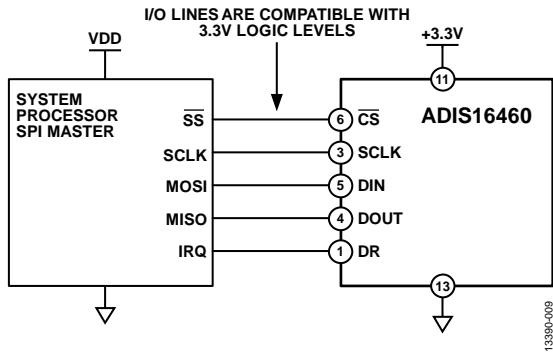 I/O LINES ARE COMPATIBLE WITH
3.3V LOGIC LEVELS
VDD
+3.3V
SYSTEM
PROCESSOR
SPI MASTER
ADIS16460
11
SS 6 CS
SCLK 3 SCLK
MOSI 5 DIN
MISO 4 DOUT
IRQ 1 DR
13
13390-009